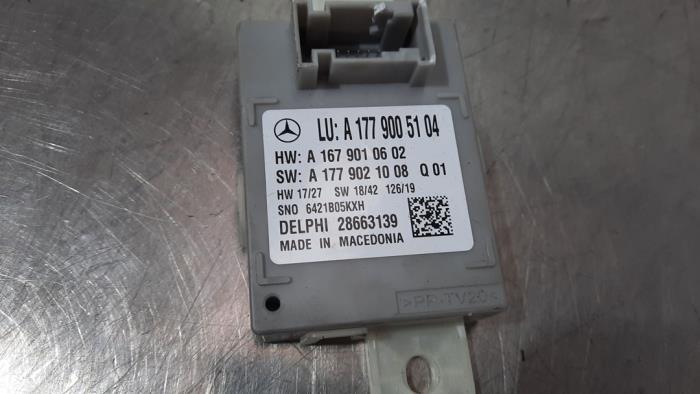 LU: A 177 900 51 04
HW: A 167 901 06 02
SW: A 177 902 10 08 Q 01
HW 17/27 SW 18/42 126/19
SNO 6421B05KXH
DELPHI 28663139
MADE IN MACEDONIA
>PP-TV20<